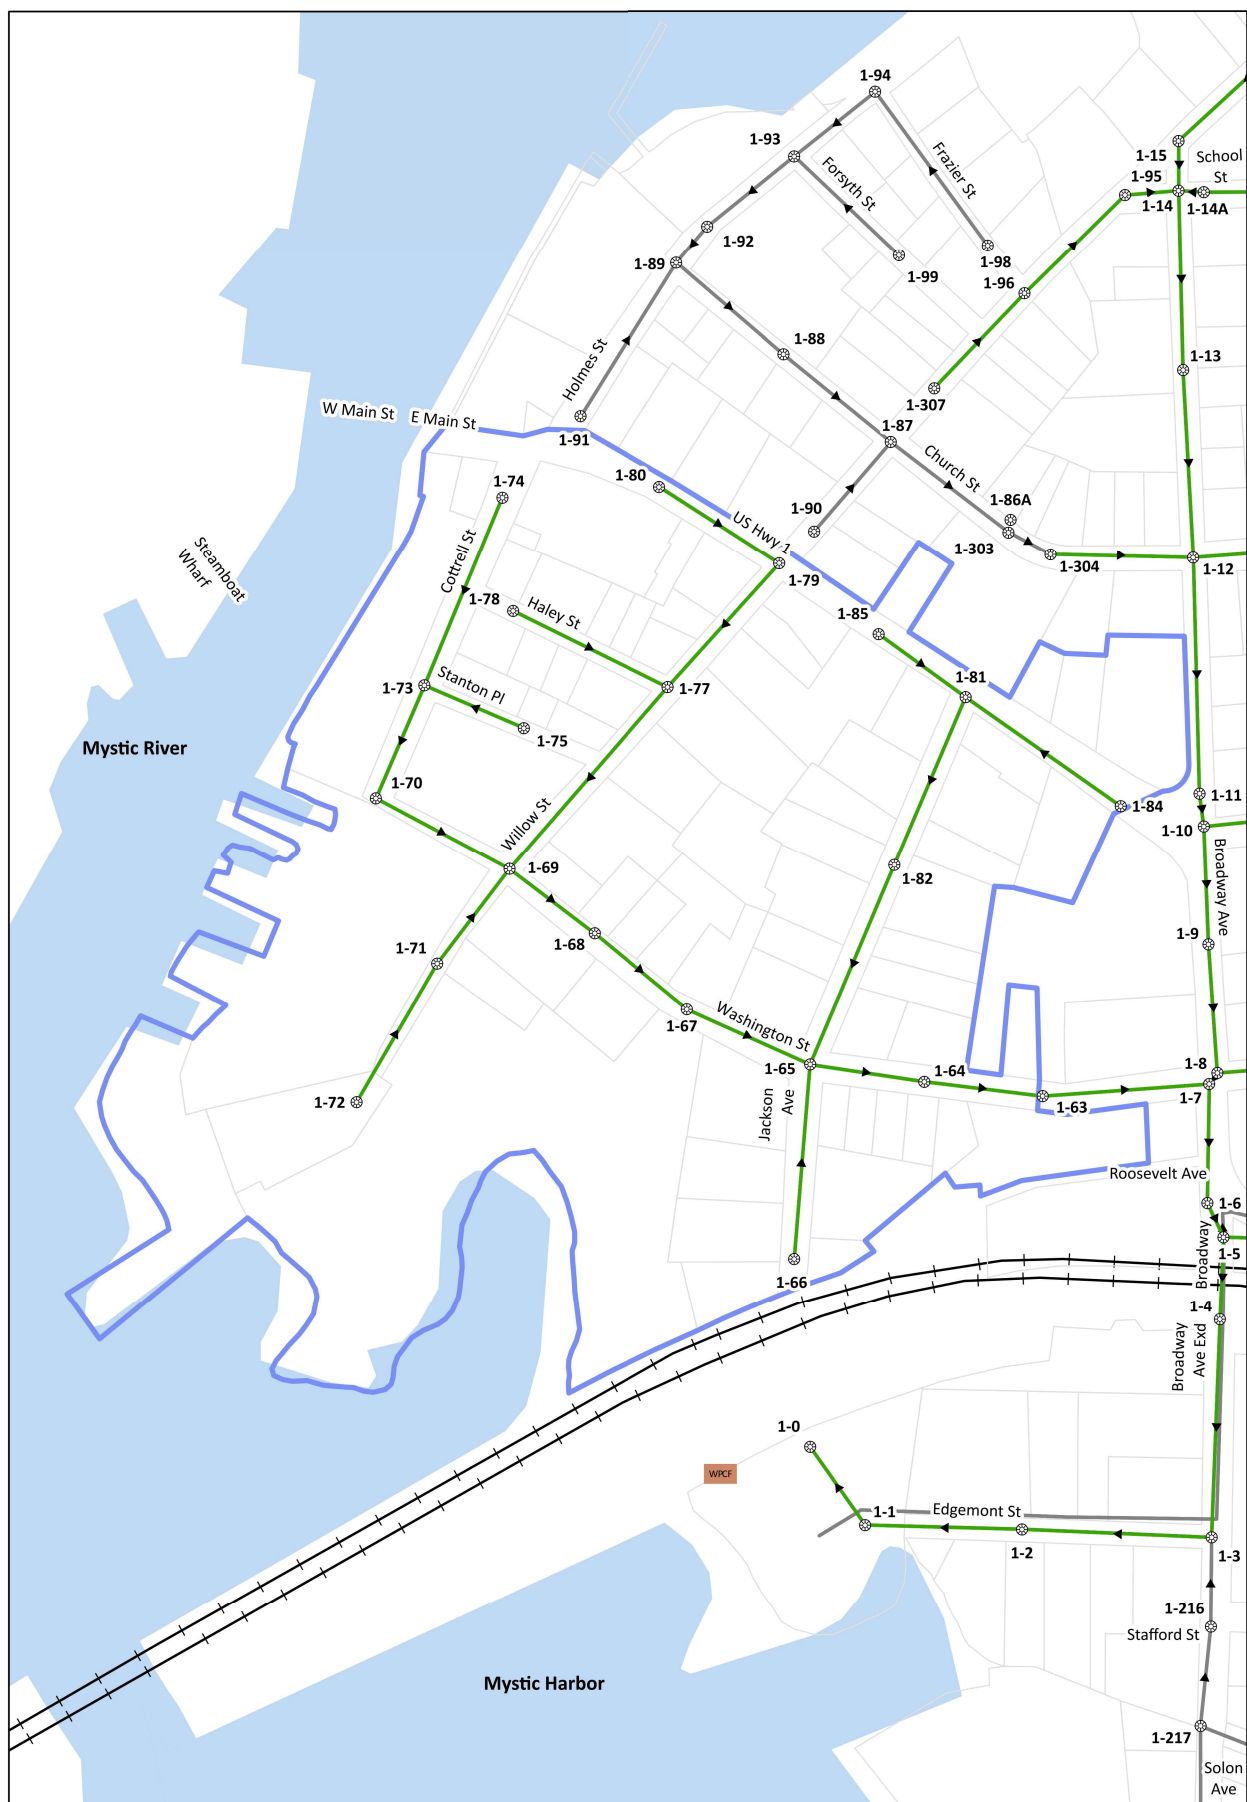 1-94
1-93
1-15
School
St
Frazier St
Forsyth St
1-95
1-14
1-14A
1-92
1-98
1-89
1-99
1-96
1-88
1-13
Holmes St
1-307
W Main St
E Main St
1-87
1-91
Church St
1-80
1-74
1-86A
1-90
US Hwy 1
1-303
1-304
1-12
Cottrell St
Steamboat
Wharf
1-79
1-78
Haley St
1-85
1-73
Stanton Pl
1-77
1-81
1-75
Mystic River
1-70
1-11
1-84
1-10
Willow St
1-69
1-82
Broadway Ave
1-71
1-68
1-9
1-67
Washington St
1-65
1-64
1-8
1-7
1-72
Jackson
Ave
1-63
Roosevelt Ave
1-6
Broadway
1-5
1-66
1-4
Broadway
Ave Exd
1-0
WPCF
1-1
Edgemont St
1-2
1-3
1-216
Stafford St
Mystic Harbor
1-217
Solon
Ave